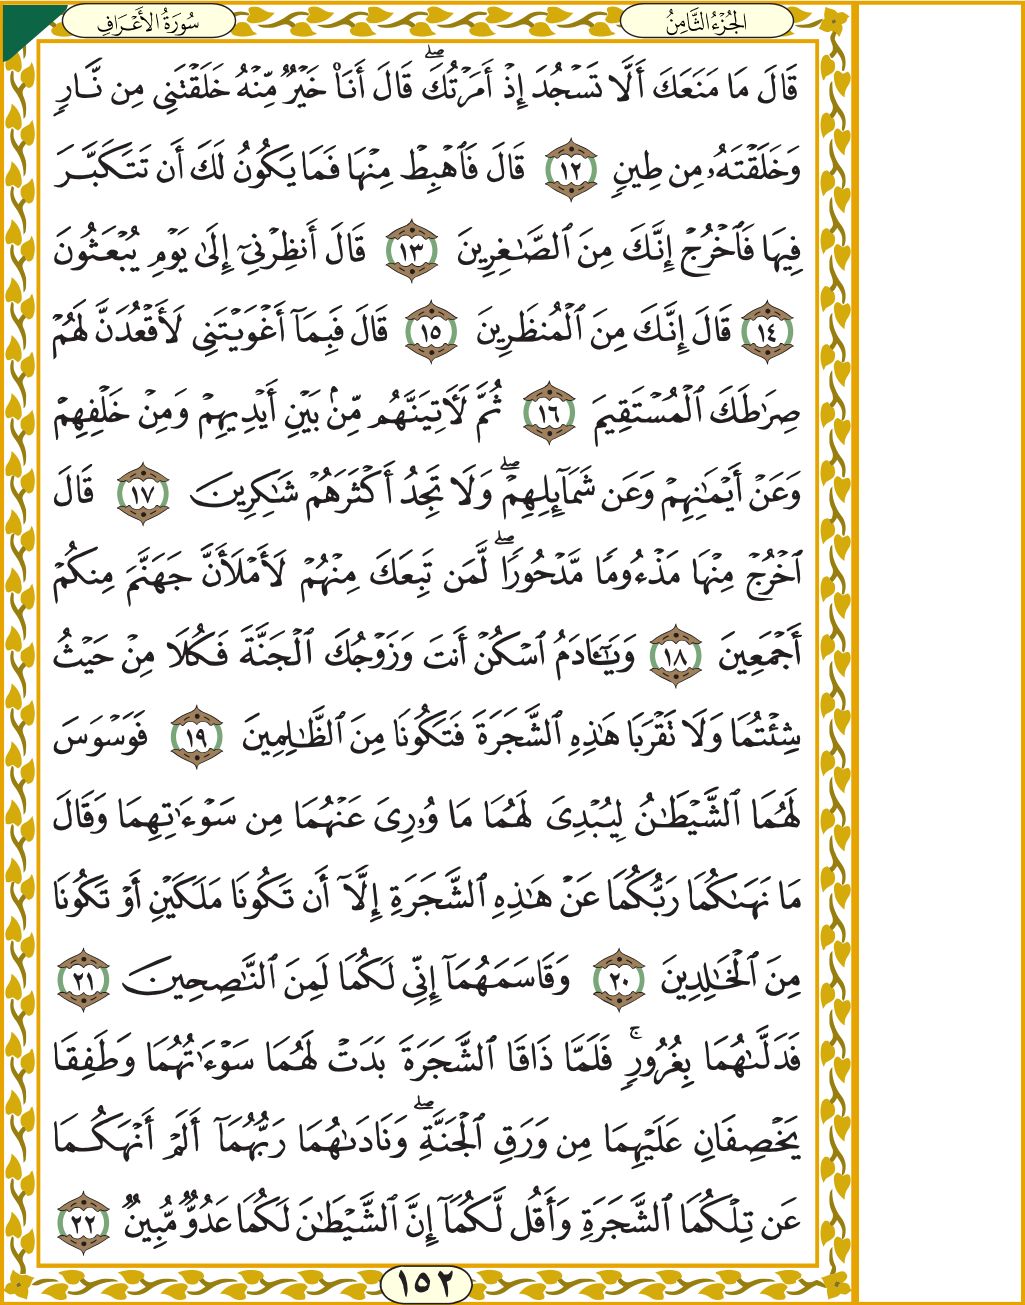 الجُزْءُ الثَّامِنُ
سُورَةُ الأَعْرَافِ
قَالَ مَا مَنَعَكَ أَلَّا تَسۡجُدَ إِذۡ أَمَرۡتُكَۖ قَالَ أَنَا۠ خَيۡرٞ مِّنۡهُ خَلَقۡتَنِي مِن نَّارٖ
وَخَلَقۡتَهُۥ مِن طِينٖ ١٢ قَالَ فَٱهۡبِطۡ مِنۡهَا فَمَا يَكُونُ لَكَ أَن تَتَكَبَّرَ
فِيهَا فَٱخۡرُجۡ إِنَّكَ مِنَ ٱلصَّٰغِرِينَ ١٣ قَالَ أَنظِرۡنِيٓ إِلَىٰ يَوۡمِ يُبۡعَثُونَ
١٤ قَالَ إِنَّكَ مِنَ ٱلۡمُنظَرِينَ ١٥ قَالَ فَبِمَآ أَغۡوَيۡتَنِي لَأَقۡعُدَنَّ لَهُمۡ
صِرَٰطَكَ ٱلۡمُسۡتَقِيمَ ١٦ ثُمَّ لَأٓتِيَنَّهُم مِّنۢ بَيۡنِ أَيۡدِيهِمۡ وَمِنۡ خَلۡفِهِمۡ
وَعَنۡ أَيۡمَٰنِهِمۡ وَعَن شَمَآئِلِهِمۡۖ وَلَا تَجِدُ أَكۡثَرَهُمۡ شَٰكِرِينَ ١٧ قَالَ
ٱخۡرُجۡ مِنۡهَا مَذۡءُومٗا مَّدۡحُورٗاۖ لَّمَن تَبِعَكَ مِنۡهُمۡ لَأَمۡلَأَنَّ جَهَنَّمَ مِنكُمۡ
أَجۡمَعِينَ ١٨ وَيَٰٓـَٔادَمُ ٱسۡكُنۡ أَنتَ وَزَوۡجُكَ ٱلۡجَنَّةَ فَكُلَا مِنۡ حَيۡثُ
شِئۡتُمَا وَلَا تَقۡرَبَا هَٰذِهِ ٱلشَّجَرَةَ فَتَكُونَا مِنَ ٱلظَّٰلِمِينَ ١٩ فَوَسۡوَسَ
لَهُمَا ٱلشَّيۡطَٰنُ لِيُبۡدِيَ لَهُمَا مَا وُۥرِيَ عَنۡهُمَا مِن سَوۡءَٰتِهِمَا وَقَالَ
مَا نَهَىٰكُمَا رَبُّكُمَا عَنۡ هَٰذِهِ ٱلشَّجَرَةِ إِلَّآ أَن تَكُونَا مَلَكَيۡنِ أَوۡ تَكُونَا
مِنَ ٱلۡخَٰلِدِينَ ٢٠ وَقَاسَمَهُمَآ إِنِّي لَكُمَا لَمِنَ ٱلنَّٰصِحِينَ ٢١
فَدَلَّىٰهُمَا بِغُرُورٖۚ فَلَمَّا ذَاقَا ٱلشَّجَرَةَ بَدَتۡ لَهُمَا سَوۡءَٰتُهُمَا وَطَفِقَا
يَخۡصِفَانِ عَلَيۡهِمَا مِن وَرَقِ ٱلۡجَنَّةِۖ وَنَادَىٰهُمَا رَبُّهُمَآ أَلَمۡ أَنۡهَكُمَا
عَن تِلۡكُمَا ٱلشَّجَرَةِ وَأَقُل لَّكُمَآ إِنَّ ٱلشَّيۡطَٰنَ لَكُمَا عَدُوّٞ مُّبِينٞ ٢٢
١٥٢